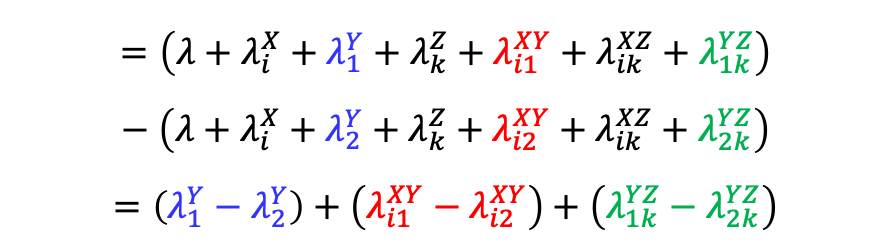 = (λ + λ_i^X + λ_1^Y + λ_k^Z + λ_{i1}^{XY} + λ_{ik}^{XZ} + λ_{1k}^{YZ})
− (λ + λ_i^X + λ_2^Y + λ_k^Z + λ_{i2}^{XY} + λ_{ik}^{XZ} + λ_{2k}^{YZ})
= (λ_1^Y − λ_2^Y) + (λ_{i1}^{XY} − λ_{i2}^{XY}) + (λ_{1k}^{YZ} − λ_{2k}^{YZ})